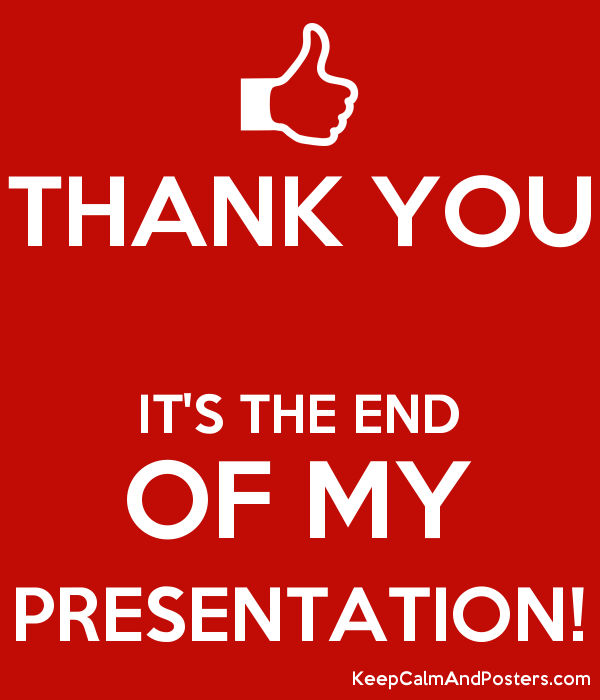 THANK YOU
IT'S THE END
OF MY
PRESENTATION!
KeepCalmAndPosters.com